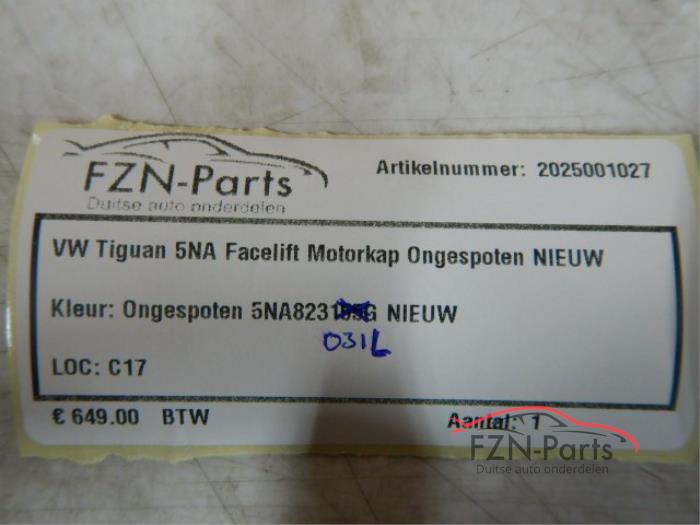 FZN-Parts
Duitse auto onderdelen
Artikelnummer: 2025001027
VW Tiguan 5NA Facelift Motorkap Ongespoten NIEUW
Kleur: Ongespoten 5NA823 NIEUW
031L
LOC: C17
€ 649.00 BTW
Aantal: 1
FZN-Parts
Duitse auto onderdelen